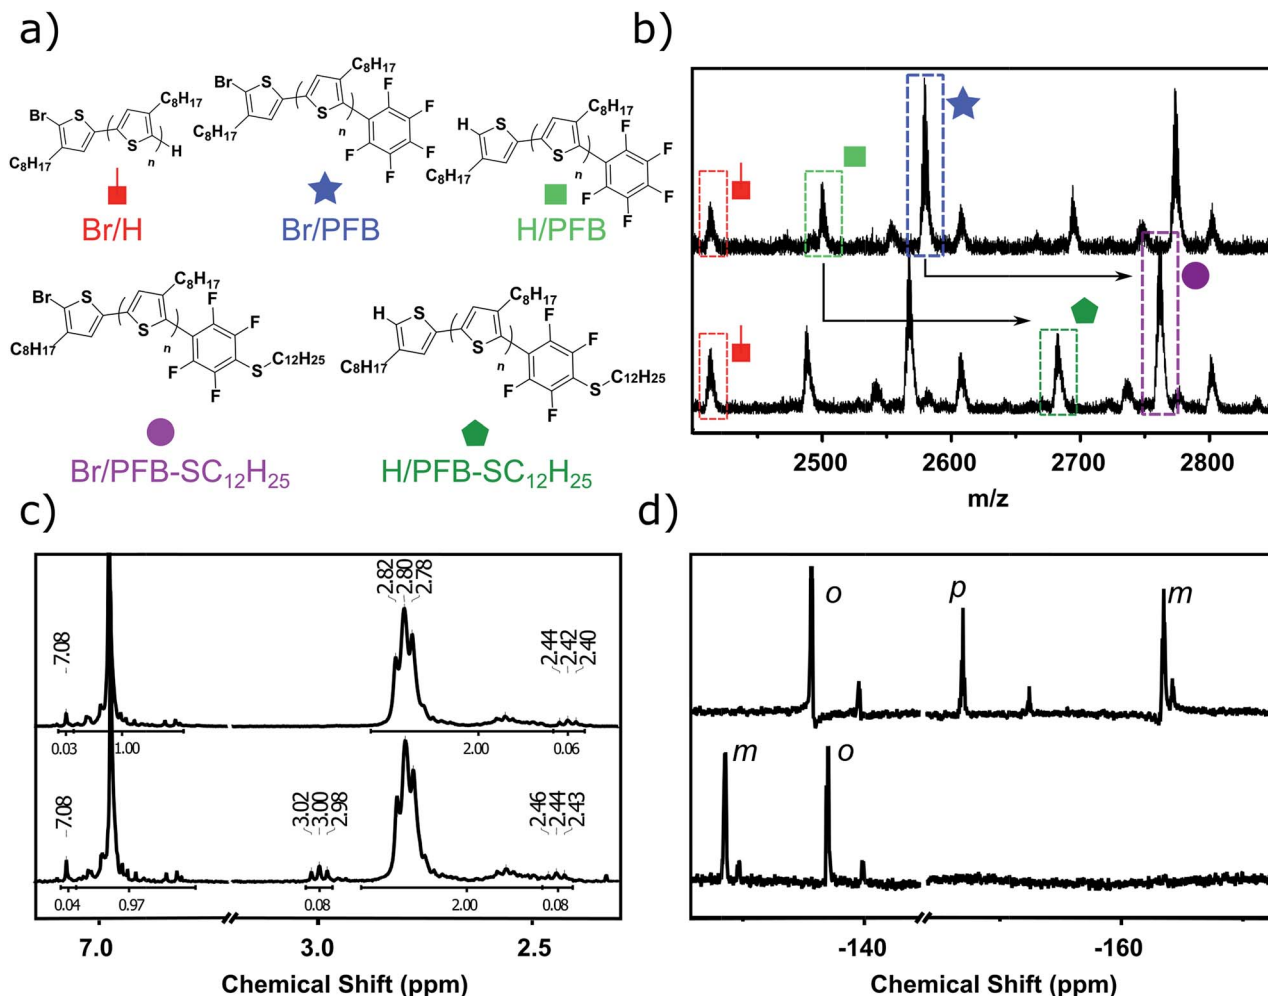 a)
b)
C8H17
Br
S
S
n
H
C8H17
Br/H
C8H17
Br
S
S
n
C8H17
F
F
F
F
F
Br/PFB
C8H17
H
S
S
n
C8H17
F
F
F
F
F
H/PFB
C8H17
Br
S
S
n
C8H17
F
F
F
F
S
C12H25
Br/PFB-SC12H25
C8H17
H
S
S
n
C8H17
F
F
F
F
S
C12H25
H/PFB-SC12H25
2500 2600 2700 2800
m/z
c)
d)
7.08
2.82
2.80
2.78
2.44
2.42
2.40
0.03 1.00 2.00 0.06
7.08
3.02
3.00
2.98
2.46
2.44
2.43
0.04 0.97 0.08 2.00 0.08
7.0 3.0 2.5
Chemical Shift (ppm)
o p m
m o
-140 -160
Chemical Shift (ppm)